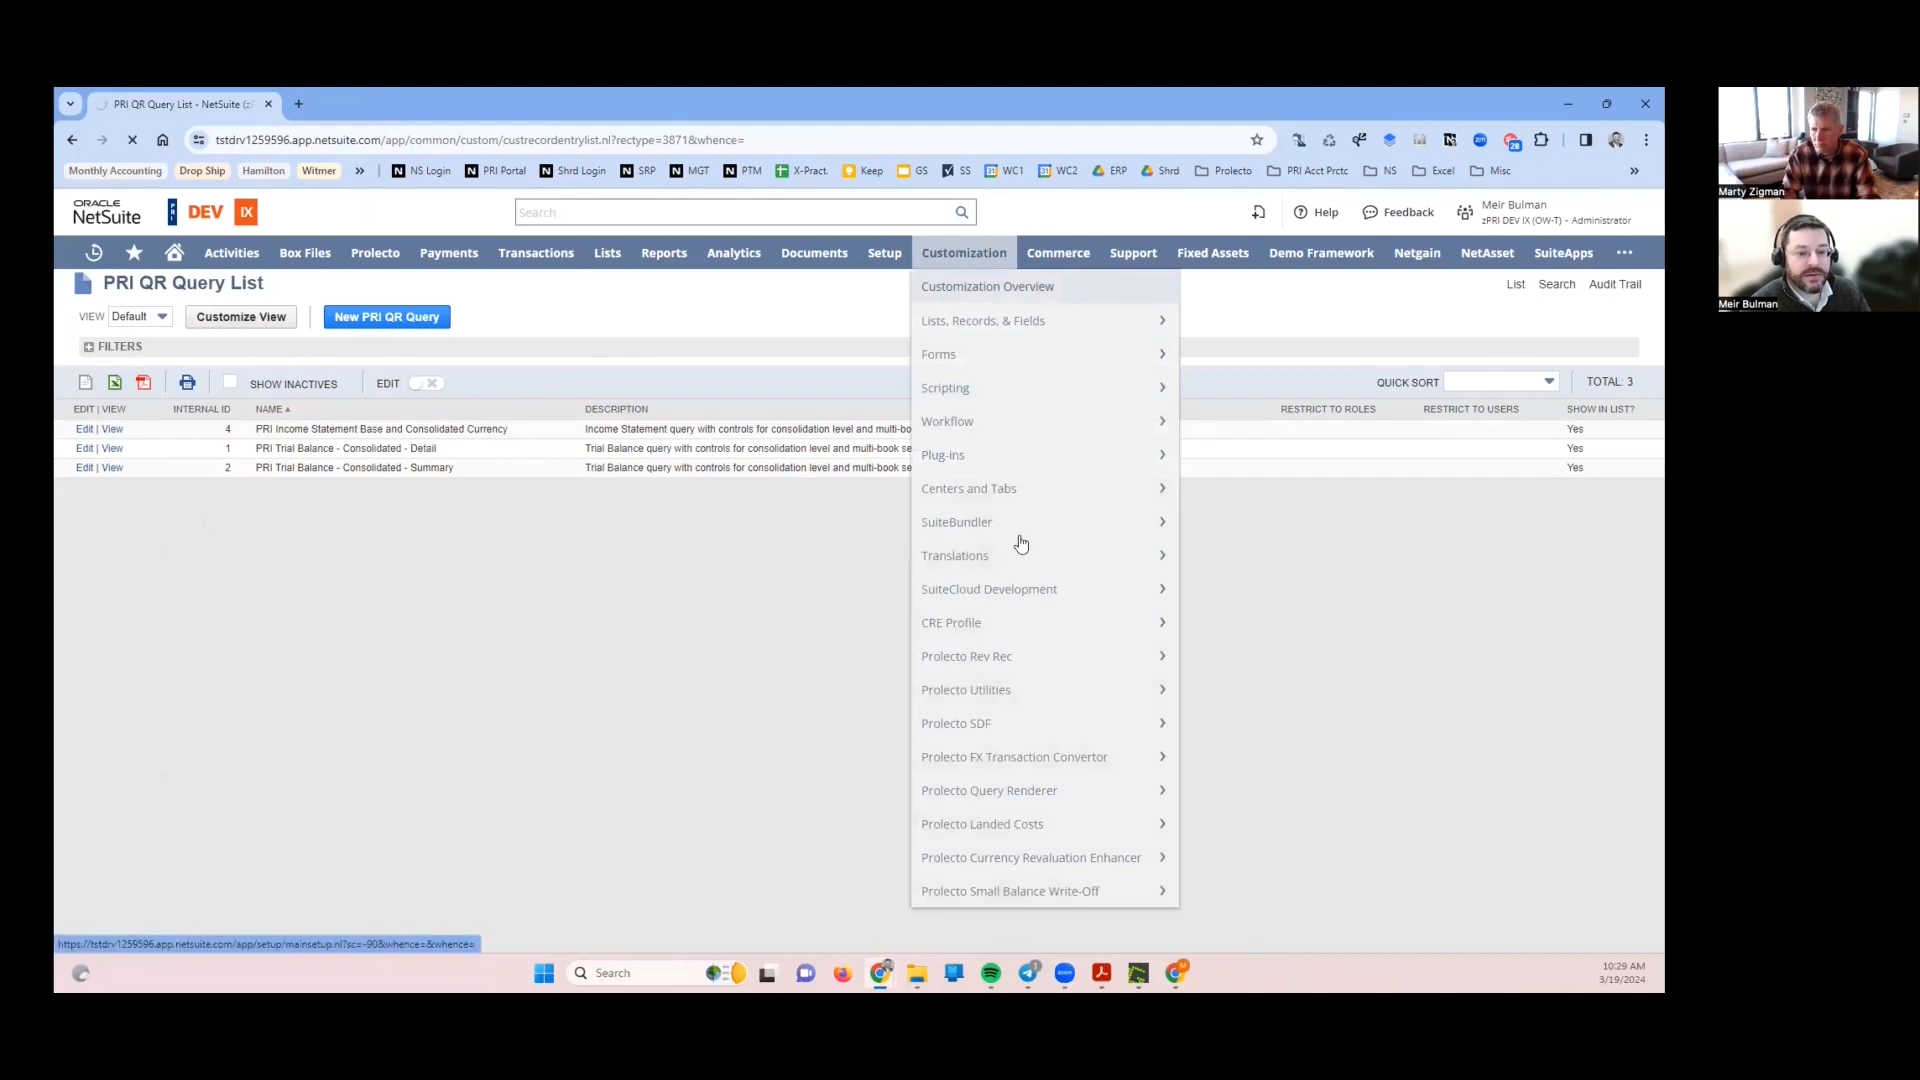 PRI QR Query List - NetSuite (z
tstdrv1259596.app.netsuite.com/app/common/custom/custrecordentrylist.nl?rectype=3871&whence=
28
Monthly Accounting Drop Ship Hamilton Witmer » NS Login PRI Portal Shrd Login SRP MGT PTM X-Pract. Keep GS SS WC1 WC2 ERP Shrd Prolecto PRI Acct Prctc NS Excel Misc »
ORACLE
NetSuite PRI DEV IX
Search
Help Feedback
Meir Bulman
zPRI DEV IX (OW-T) - Administrator
Activities Box Files Prolecto Payments Transactions Lists Reports Analytics Documents Setup Customization Commerce Support Fixed Assets Demo Framework Netgain NetAsset SuiteApps
PRI QR Query List
List Search Audit Trail
VIEW Default Customize View New PRI QR Query
FILTERS
SHOW INACTIVES EDIT QUICK SORT TOTAL: 3
EDIT | VIEW INTERNAL ID NAME DESCRIPTION RESTRICT TO ROLES RESTRICT TO USERS SHOW IN LIST?
Edit | View 4 PRI Income Statement Base and Consolidated Currency Income Statement query with controls for consolidation level and multi-bo Yes
Edit | View 1 PRI Trial Balance - Consolidated - Detail Trial Balance query with controls for consolidation level and multi-book se Yes
Edit | View 2 PRI Trial Balance - Consolidated - Summary Trial Balance query with controls for consolidation level and multi-book se Yes
Customization Overview
Lists, Records, & Fields
Forms
Scripting
Workflow
Plug-ins
Centers and Tabs
SuiteBundler
Translations
SuiteCloud Development
CRE Profile
Prolecto Rev Rec
Prolecto Utilities
Prolecto SDF
Prolecto FX Transaction Convertor
Prolecto Query Renderer
Prolecto Landed Costs
Prolecto Currency Revaluation Enhancer
Prolecto Small Balance Write-Off
https://tstdrv1259596.app.netsuite.com/app/setup/mainsetup.nl?sc=-90&whence=&whence=
Search
10:29 AM
3/19/2024
Marty Zigman
Meir Bulman